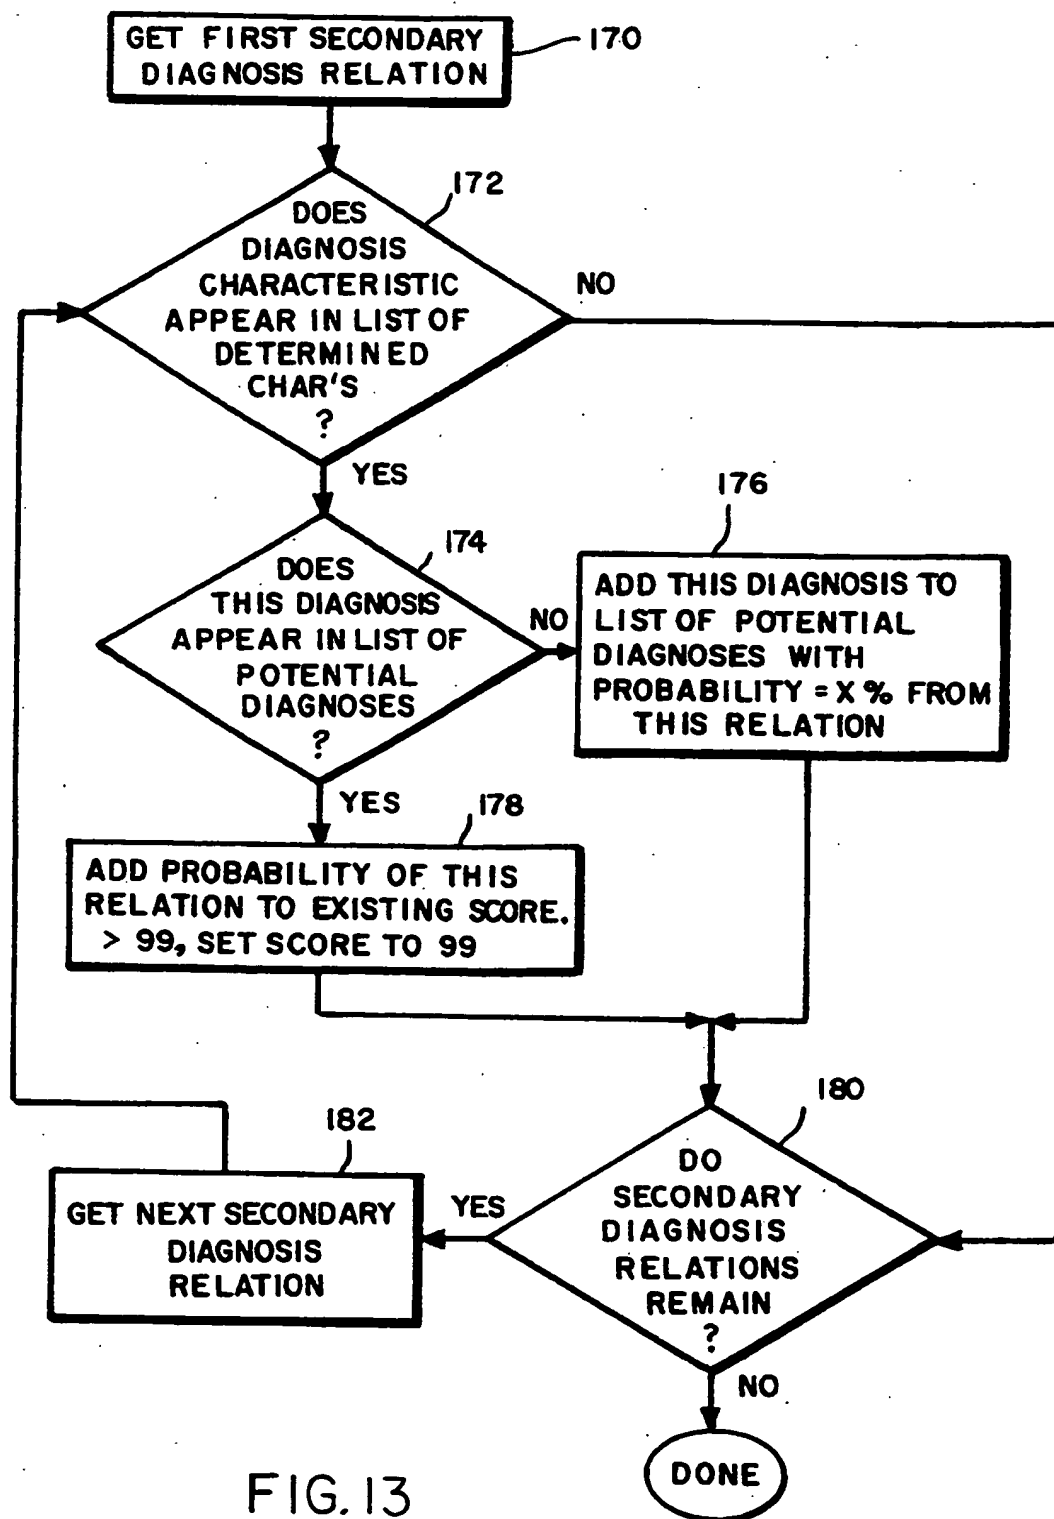 GET FIRST SECONDARY
DIAGNOSIS RELATION
170
172
DOES
DIAGNOSIS
CHARACTERISTIC
APPEAR IN LIST OF
DETERMINED
CHAR'S
?
NO
YES
174
DOES
THIS DIAGNOSIS
APPEAR IN LIST OF
POTENTIAL
DIAGNOSES
?
NO
176
ADD THIS DIAGNOSIS TO
LIST OF POTENTIAL
DIAGNOSES WITH
PROBABILITY = X % FROM
THIS RELATION
YES
178
ADD PROBABILITY OF THIS
RELATION TO EXISTING SCORE.
> 99, SET SCORE TO 99
180
DO
SECONDARY
DIAGNOSIS
RELATIONS
REMAIN
?
YES
182
GET NEXT SECONDARY
DIAGNOSIS
RELATION
NO
DONE
FIG. 13